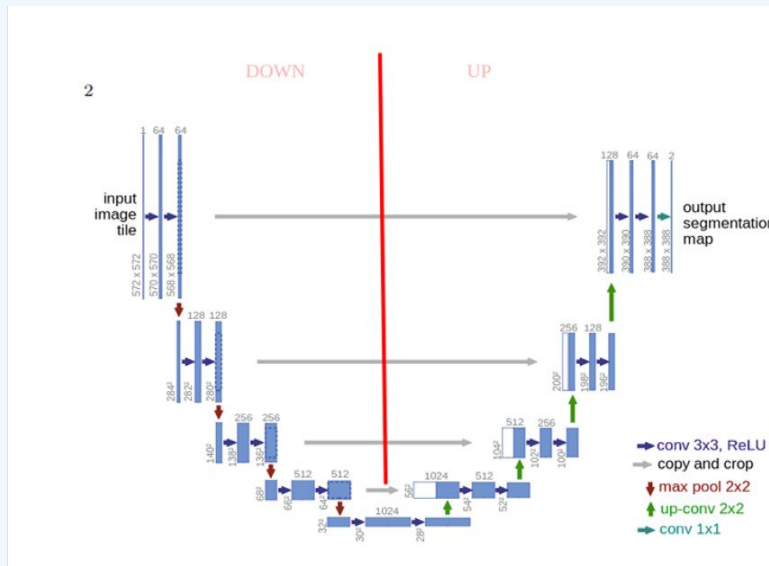 DOWN UP
2
1 64 64
128 64 64 2
input
image
tile
output
segmentation
map
572 x 572
570 x 570
568 x 568
392 x 392
390 x 390
388 x 388
388 x 388
128 128
256 128
284²
282²
280²
200²
198²
196²
256 256
512 256
140²
138²
136²
104²
102²
100²
512 512
1024 512
68²
66²
64²
56²
54²
52²
1024
32²
30²
28²
conv 3x3, ReLU
copy and crop
max pool 2x2
up-conv 2x2
conv 1x1